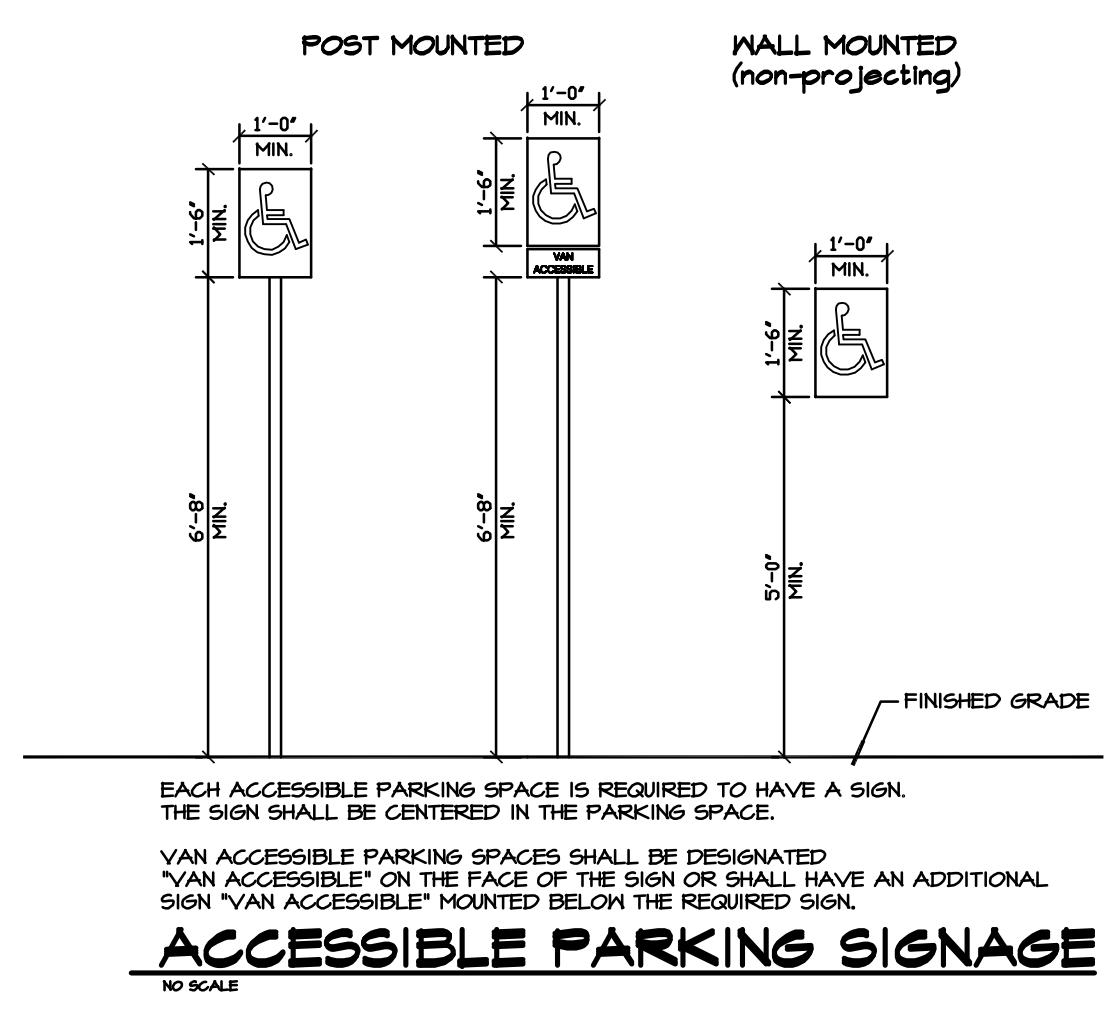 POST MOUNTED
WALL MOUNTED
(non-projecting)
1'-0"
MIN.
1'-6"
MIN.
6'-8"
MIN.
1'-0"
MIN.
1'-6"
MIN.
VAN
ACCESSIBLE
6'-8"
MIN.
1'-0"
MIN.
1'-6"
MIN.
5'-0"
MIN.
FINISHED GRADE
EACH ACCESSIBLE PARKING SPACE IS REQUIRED TO HAVE A SIGN.
THE SIGN SHALL BE CENTERED IN THE PARKING SPACE.
VAN ACCESSIBLE PARKING SPACES SHALL BE DESIGNATED
"VAN ACCESSIBLE" ON THE FACE OF THE SIGN OR SHALL HAVE AN ADDITIONAL
SIGN "VAN ACCESSIBLE" MOUNTED BELOW THE REQUIRED SIGN.
ACCESSIBLE PARKING SIGNAGE
NO SCALE